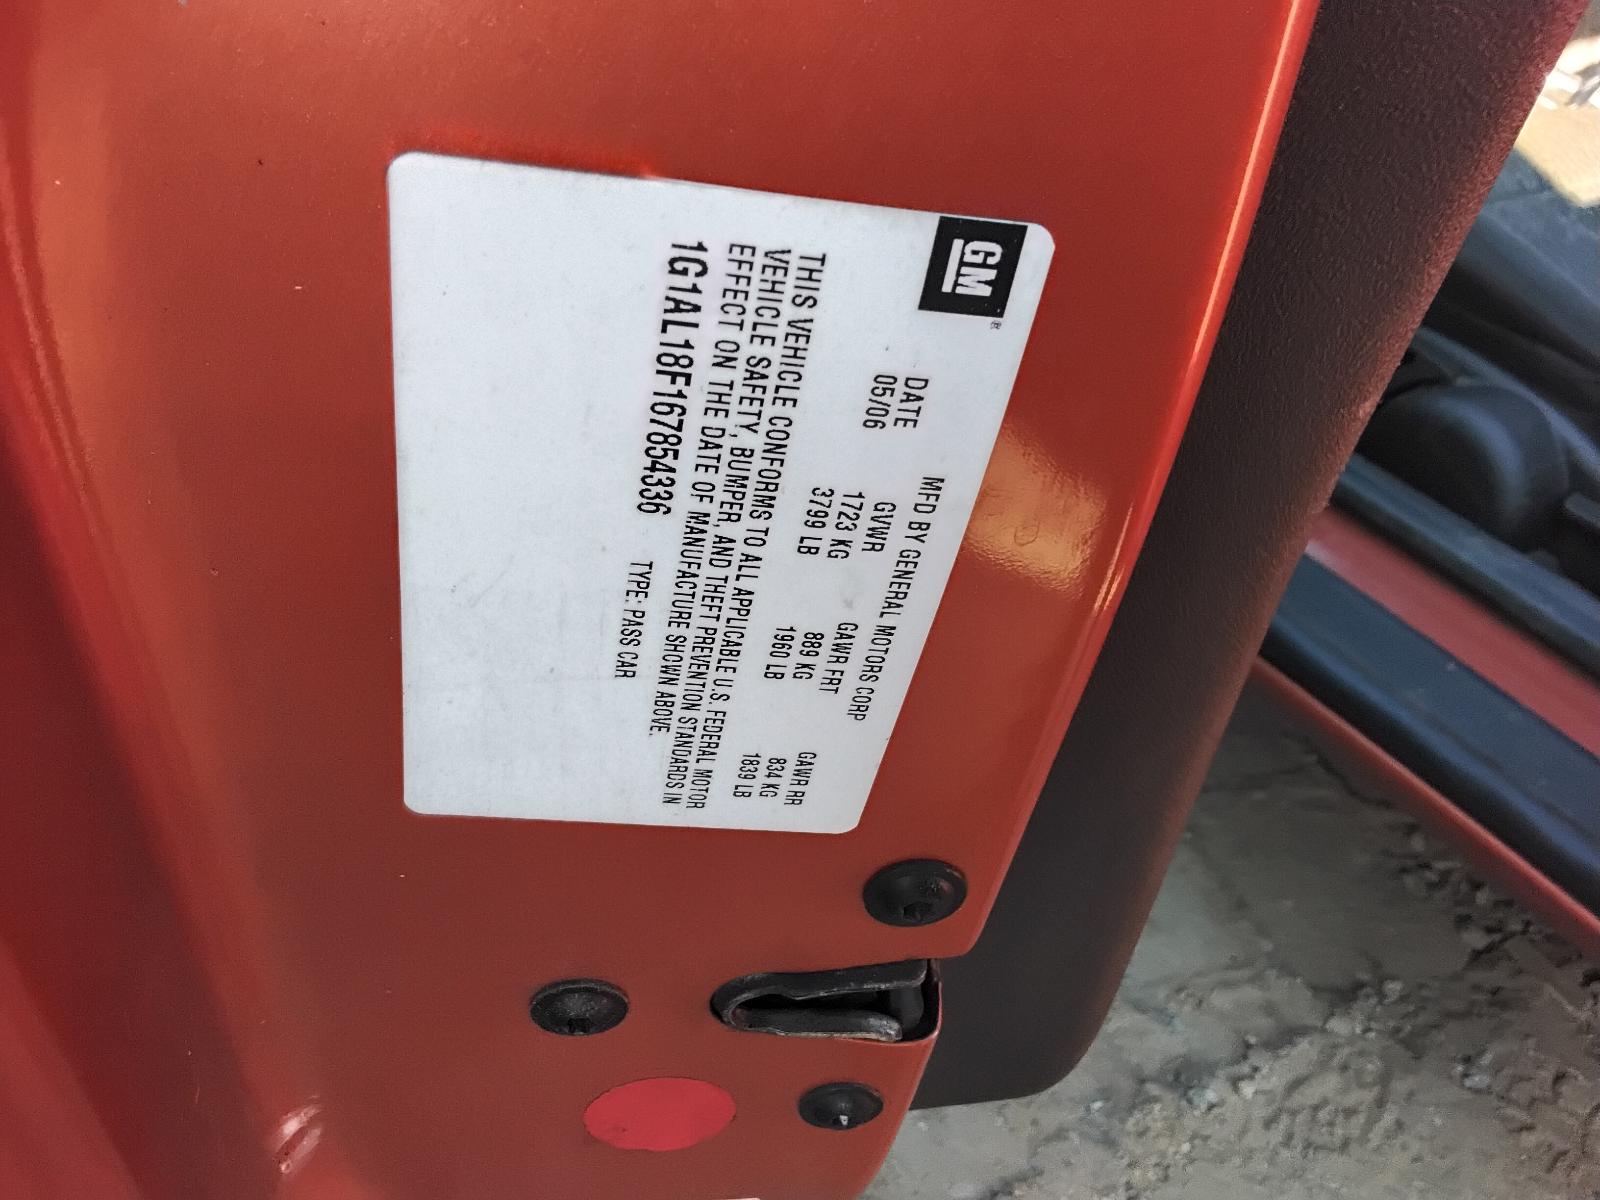 GM®
MFD BY GENERAL MOTORS CORP
DATE GVWR GAWR FRT GAWR RR
05/06 1723 KG 889 KG 834 KG
3799 LB 1960 LB 1839 LB
THIS VEHICLE CONFORMS TO ALL APPLICABLE U.S. FEDERAL MOTOR
VEHICLE SAFETY, BUMPER, AND THEFT PREVENTION STANDARDS IN
EFFECT ON THE DATE OF MANUFACTURE SHOWN ABOVE.
1G1AL18F167854336 TYPE: PASS CAR